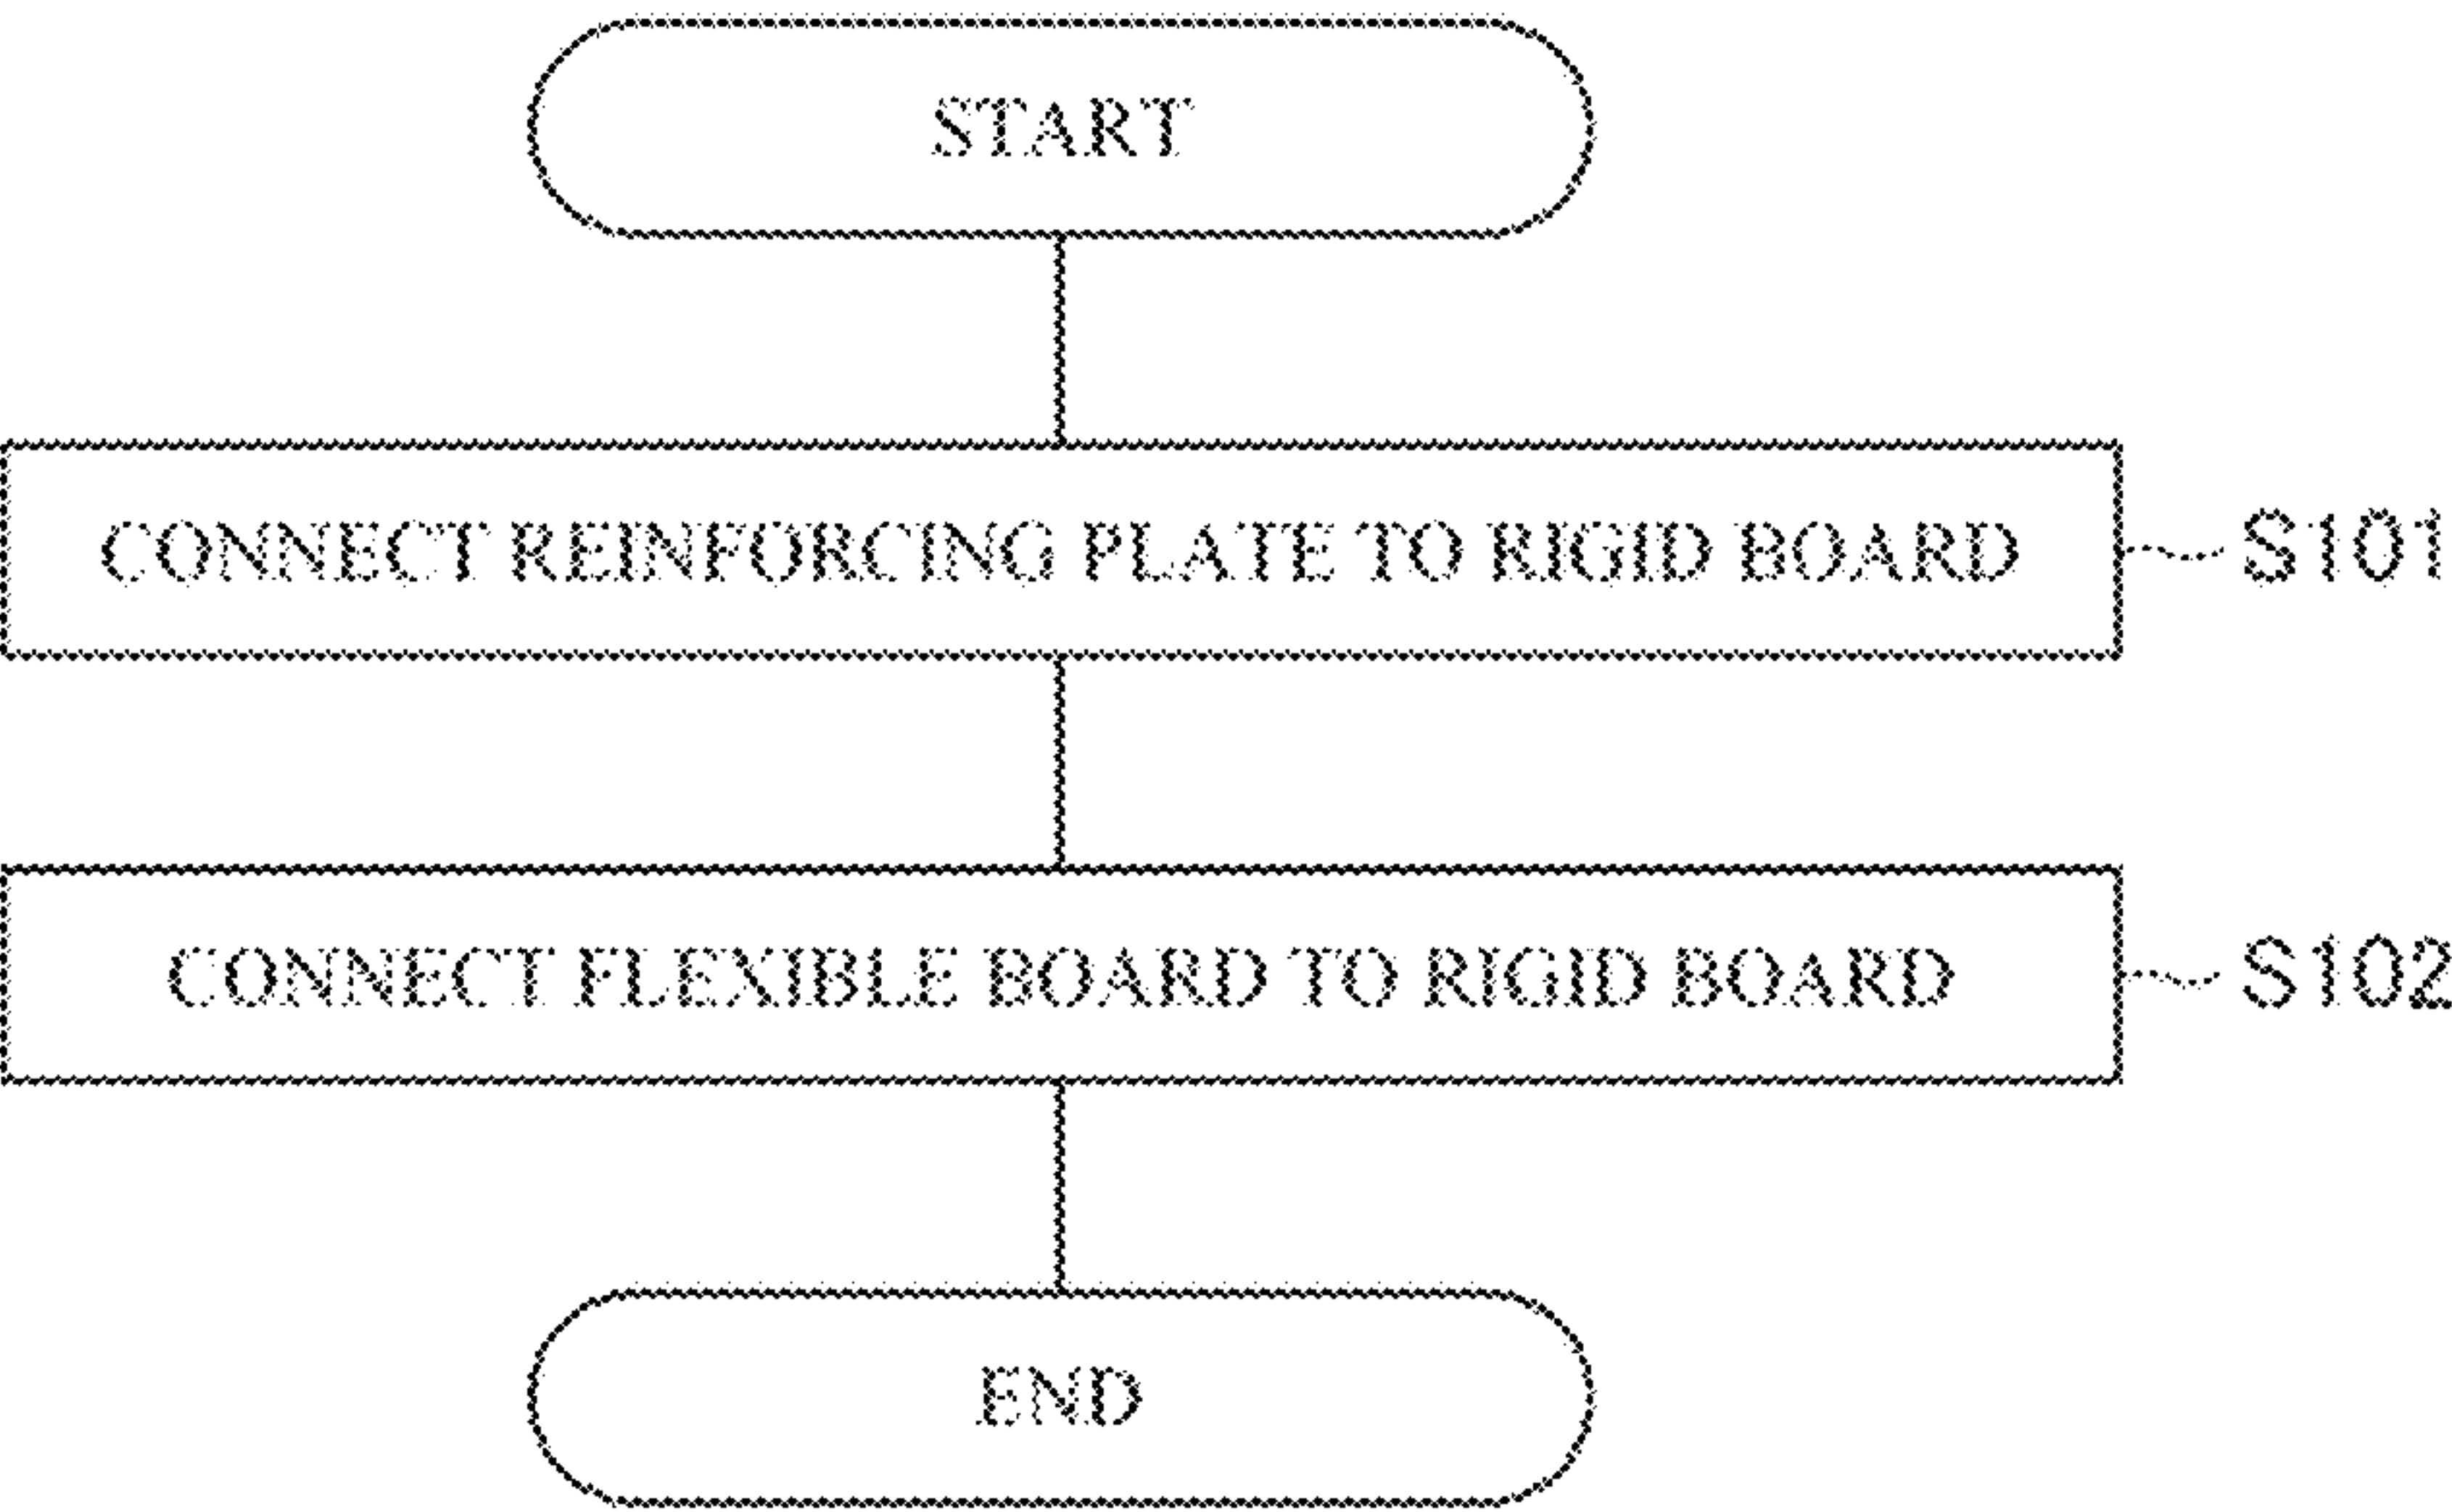 START
CONNECT REINFORCING PLATE TO RIGID BOARD
S101
CONNECT FLEXIBLE BOARD TO RIGID BOARD
S102
END